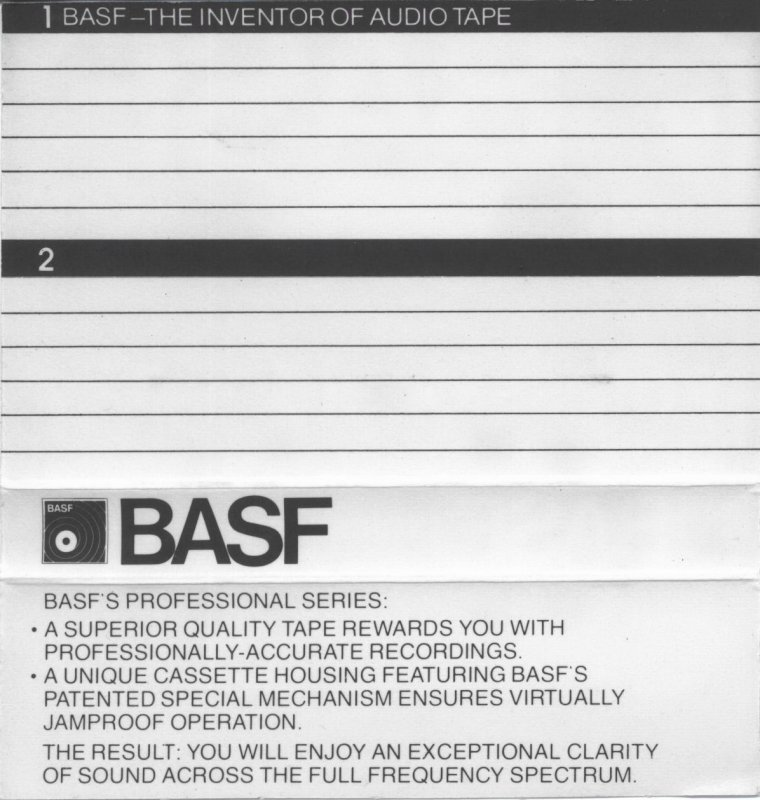 1 BASF–THE INVENTOR OF AUDIO TAPE
2
BASF
BASF
BASF'S PROFESSIONAL SERIES:
• A SUPERIOR QUALITY TAPE REWARDS YOU WITH
PROFESSIONALLY-ACCURATE RECORDINGS.
• A UNIQUE CASSETTE HOUSING FEATURING BASF'S
PATENTED SPECIAL MECHANISM ENSURES VIRTUALLY
JAMPROOF OPERATION.
THE RESULT: YOU WILL ENJOY AN EXCEPTIONAL CLARITY
OF SOUND ACROSS THE FULL FREQUENCY SPECTRUM.